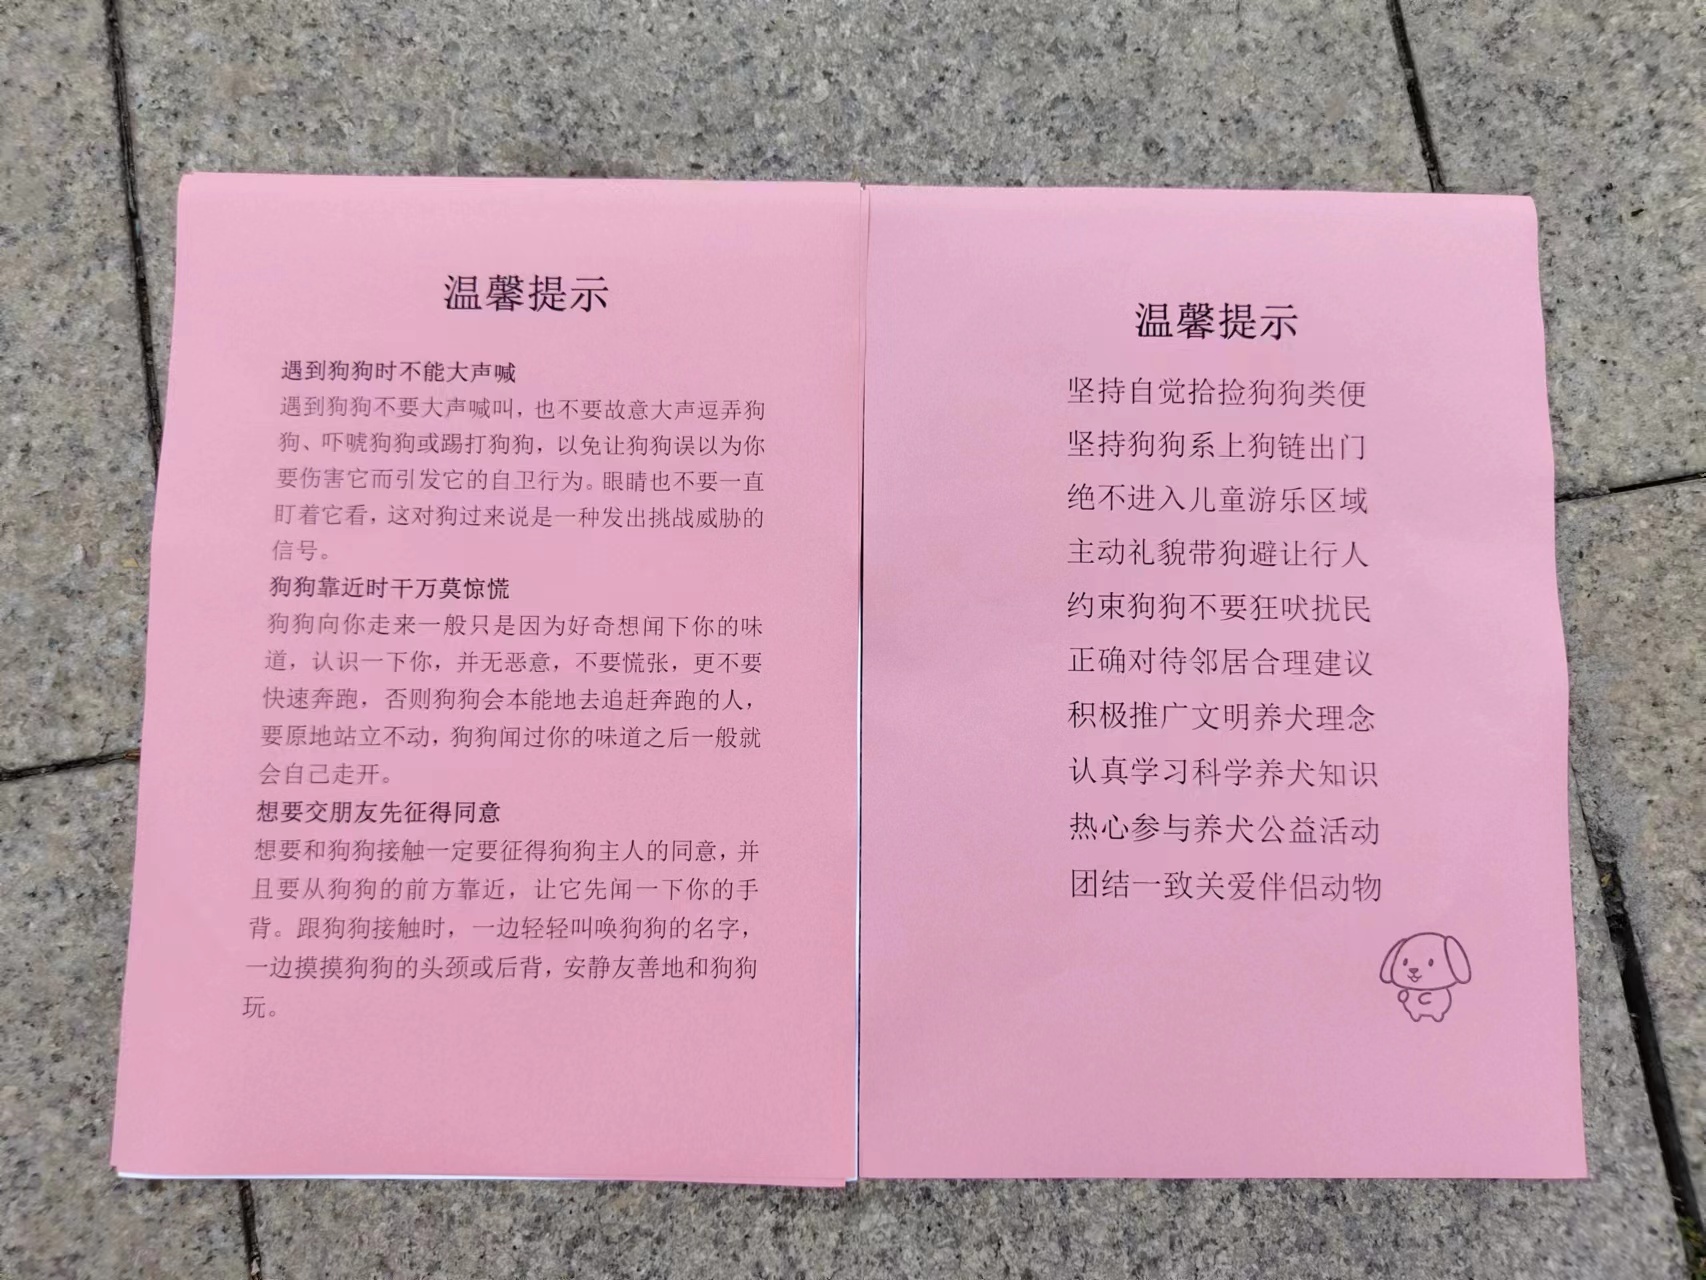 温馨提示
遇到狗狗时不能大声喊
遇到狗狗不要大声喊叫，也不要故意大声逗弄狗
狗、吓唬狗狗或踢打狗狗，以免让狗狗误以为你
要伤害它而引发它的自卫行为。眼睛也不要一直
盯着它看，这对狗过来说是一种发出挑战威胁的
信号。
狗狗靠近时干万莫惊慌
狗狗向你走来一般只是因为好奇想闻下你的味
道，认识一下你，并无恶意，不要慌张，更不要
快速奔跑，否则狗狗会本能地去追赶奔跑的人，
要原地站立不动，狗狗闻过你的味道之后一般就
会自己走开。
想要交朋友先征得同意
想要和狗狗接触一定要征得狗狗主人的同意，并
且要从狗狗的前方靠近，让它先闻一下你的手
背。跟狗狗接触时，一边轻轻叫唤狗狗的名字，
一边摸摸狗狗的头颈或后背，安静友善地和狗狗
玩。
温馨提示
坚持自觉拾捡狗狗类便
坚持狗狗系上狗链出门
绝不进入儿童游乐区域
主动礼貌带狗避让行人
约束狗狗不要狂吠扰民
正确对待邻居合理建议
积极推广文明养犬理念
认真学习科学养犬知识
热心参与养犬公益活动
团结一致关爱伴侣动物